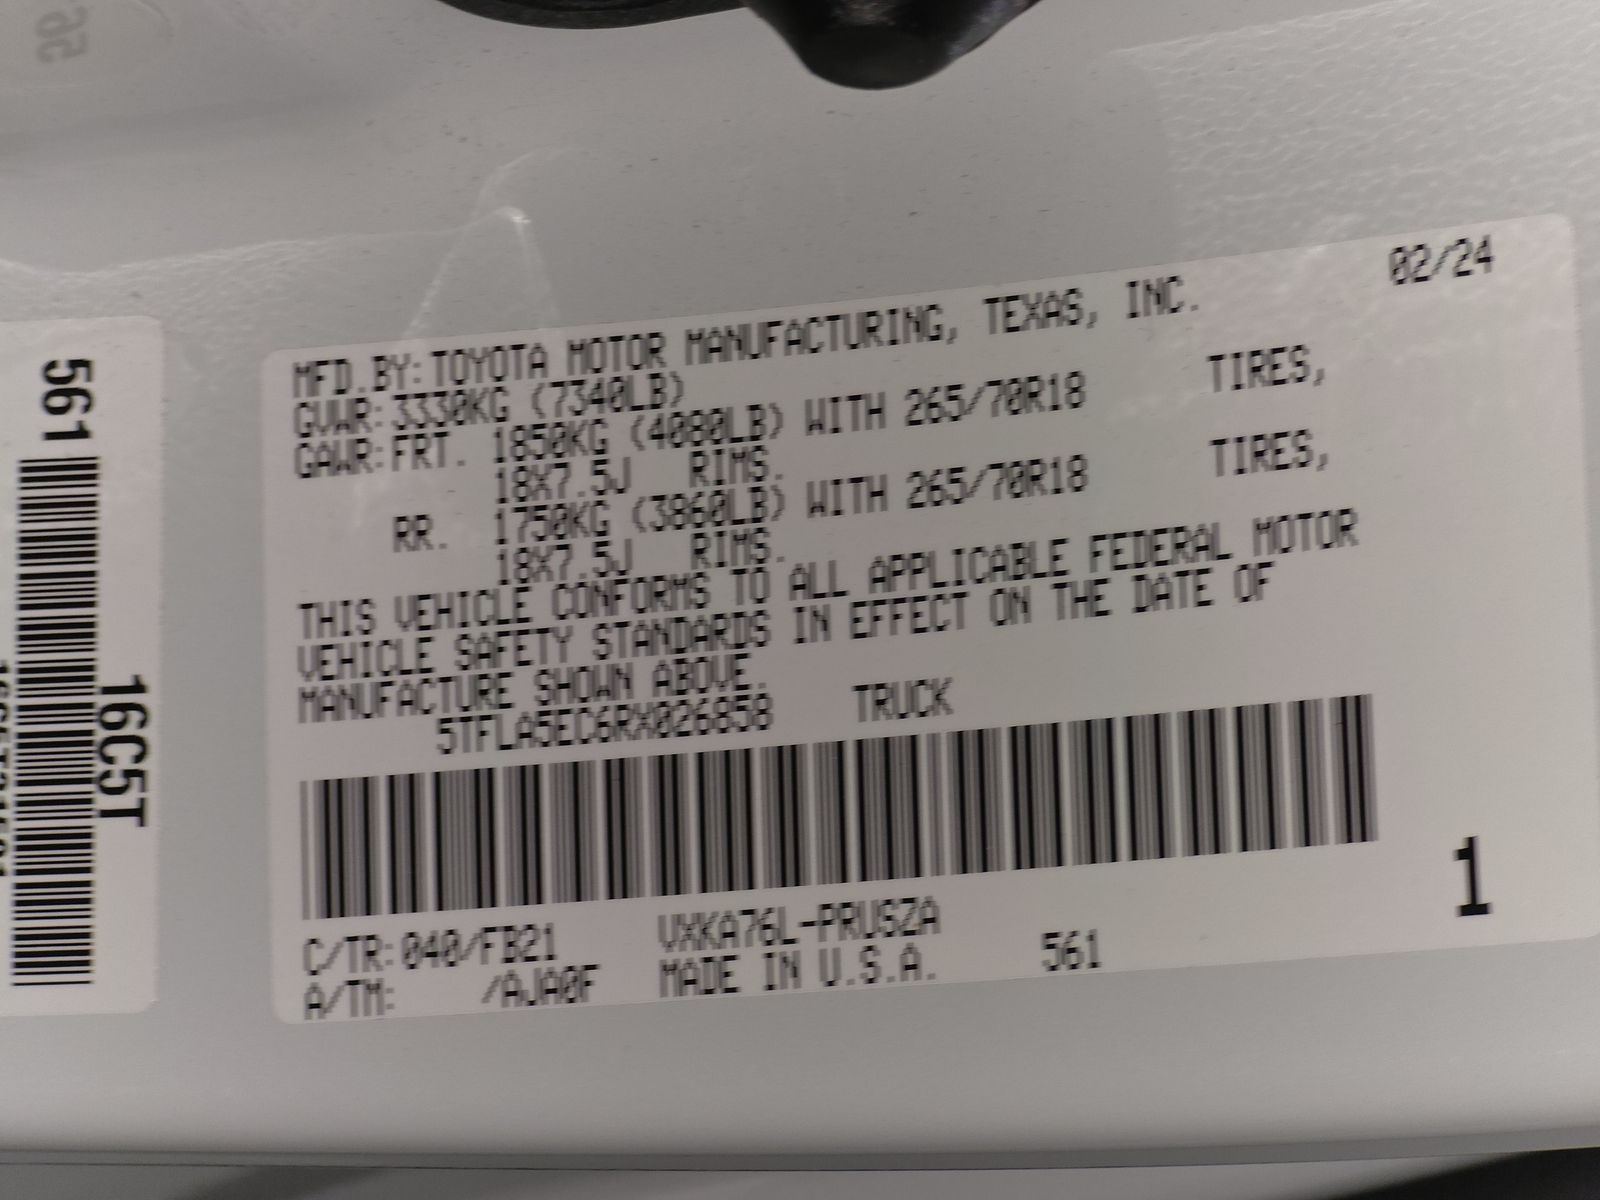 02/24
MFD.BY:TOYOTA MOTOR MANUFACTURING, TEXAS, INC.
GVWR:3330KG (7340LB)
GAWR:FRT. 1850KG (4080LB) WITH 265/70R18 TIRES,
18X7.5J RIMS.
RR. 1750KG (3860LB) WITH 265/70R18 TIRES,
18X7.5J RIMS.
THIS VEHICLE CONFORMS TO ALL APPLICABLE FEDERAL MOTOR
VEHICLE SAFETY STANDARDS IN EFFECT ON THE DATE OF
MANUFACTURE SHOWN ABOVE.
5TFLA5EC6RX026858 TRUCK
1
C/TR:040/FB21 VXKA76L-PRUSZA
A/TM: /AJA0F MADE IN U.S.A. 561
561
16C5T